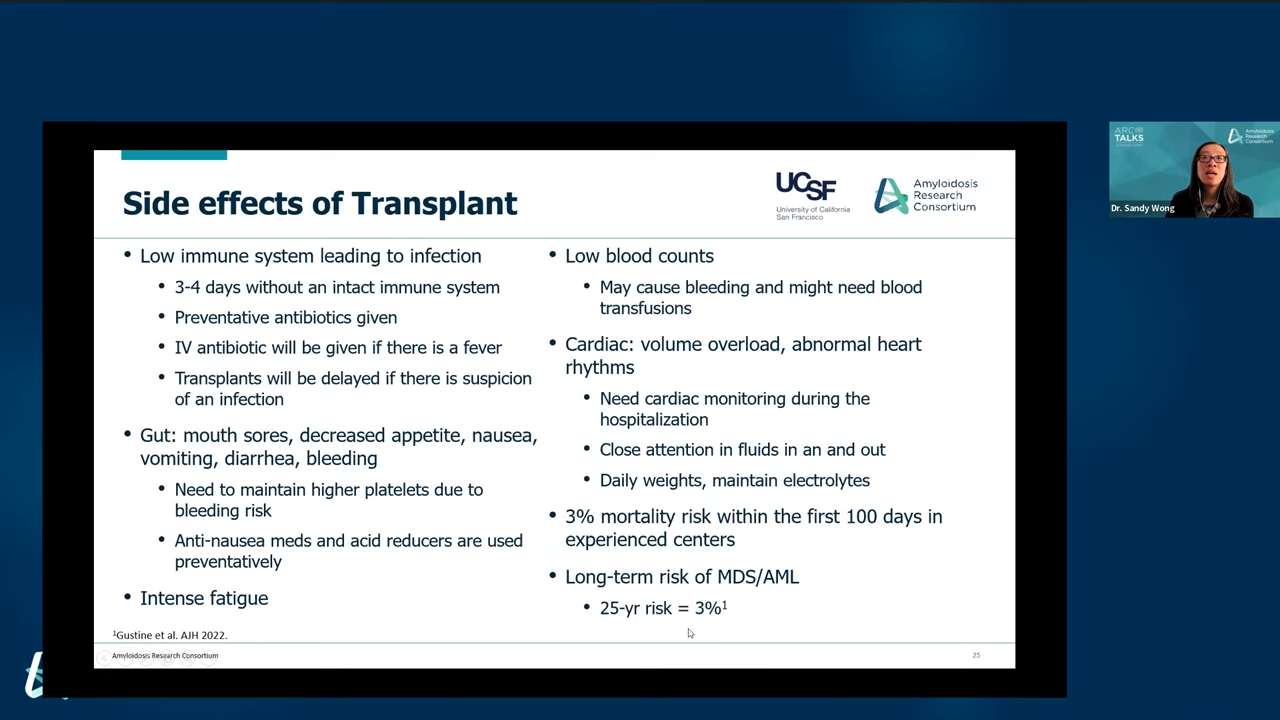 Side effects of Transplant
UCSF
University of California
San Francisco
Amyloidosis
Research
Consortium
• Low immune system leading to infection
• 3-4 days without an intact immune system
• Preventative antibiotics given
• IV antibiotic will be given if there is a fever
• Transplants will be delayed if there is suspicion
of an infection
• Gut: mouth sores, decreased appetite, nausea,
vomiting, diarrhea, bleeding
• Need to maintain higher platelets due to
bleeding risk
• Anti-nausea meds and acid reducers are used
preventatively
• Intense fatigue
• Low blood counts
• May cause bleeding and might need blood
transfusions
• Cardiac: volume overload, abnormal heart
rhythms
• Need cardiac monitoring during the
hospitalization
• Close attention in fluids in an and out
• Daily weights, maintain electrolytes
• 3% mortality risk within the first 100 days in
experienced centers
• Long-term risk of MDS/AML
• 25-yr risk = 3%¹
¹Gustine et al. AJH 2022.
Amyloidosis Research Consortium
25
ARC
TALKS
Amyloidosis
Research
Consortium
Dr. Sandy Wong